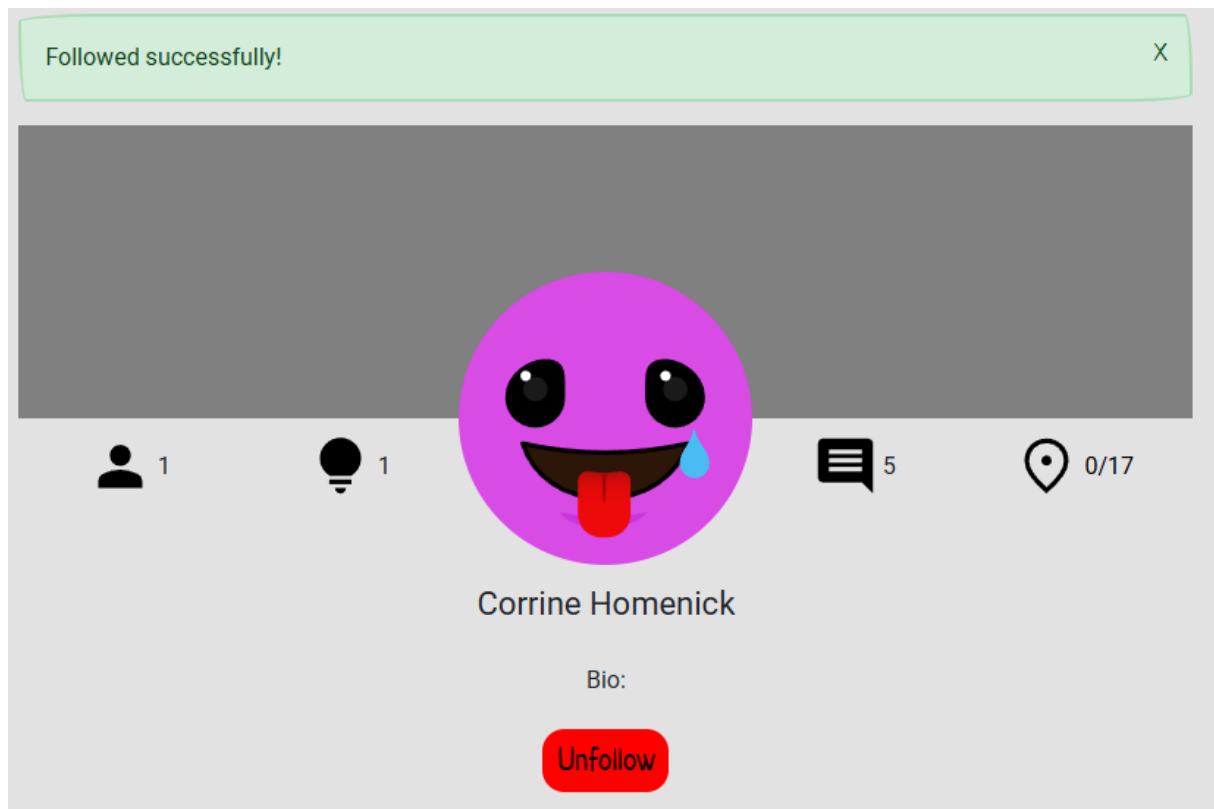 Followed successfully! X
1 1 5 0/17
Corrine Homenick
Bio:
Unfollow